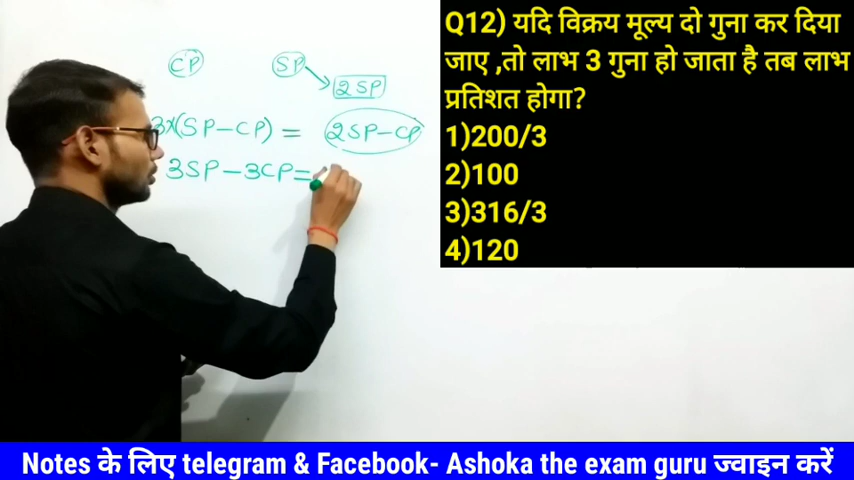 CP SP
2SP
3×(SP-CP) = 2SP-CP
3SP-3CP=
Q12) यदि विक्रय मूल्य दो गुना कर दिया
जाए ,तो लाभ 3 गुना हो जाता है तब लाभ
प्रतिशत होगा?
1)200/3
2)100
3)316/3
4)120
Notes के लिए telegram & Facebook- Ashoka the exam guru ज्वाइन करें